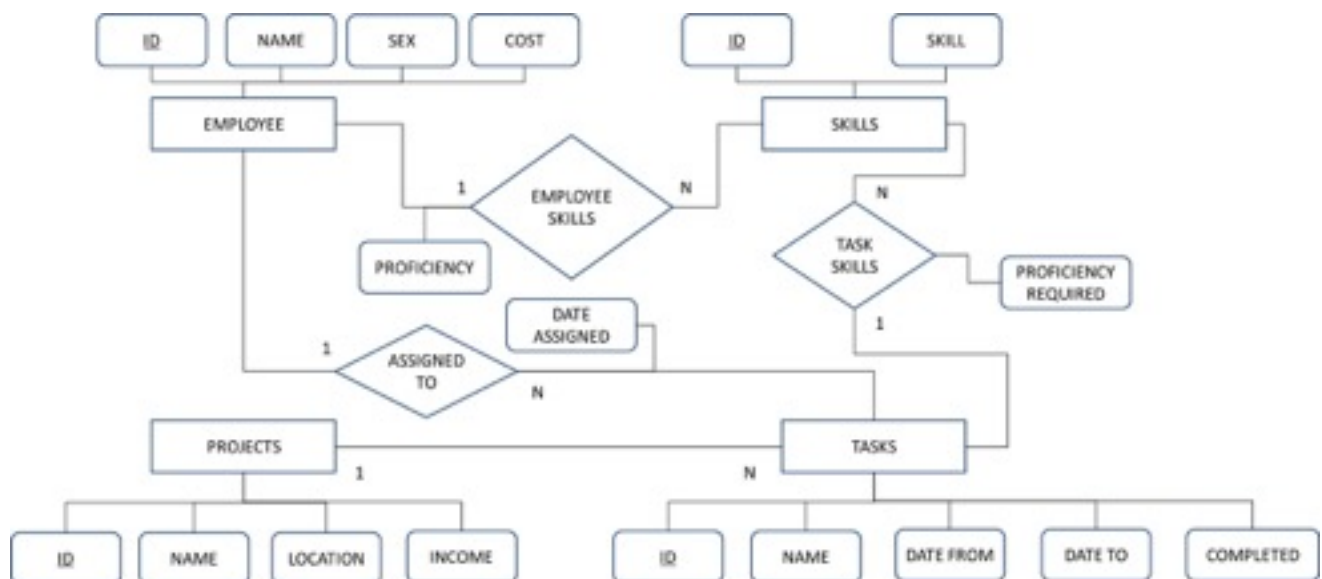 ID
NAME
SEX
COST
ID
SKILL
EMPLOYEE
SKILLS
1
EMPLOYEE
SKILLS
N
N
PROFICIENCY
TASK
SKILLS
PROFICIENCY
REQUIRED
DATE
ASSIGNED
1
1
ASSIGNED
TO
N
PROJECTS
TASKS
1
N
ID
NAME
LOCATION
INCOME
ID
NAME
DATE FROM
DATE TO
COMPLETED